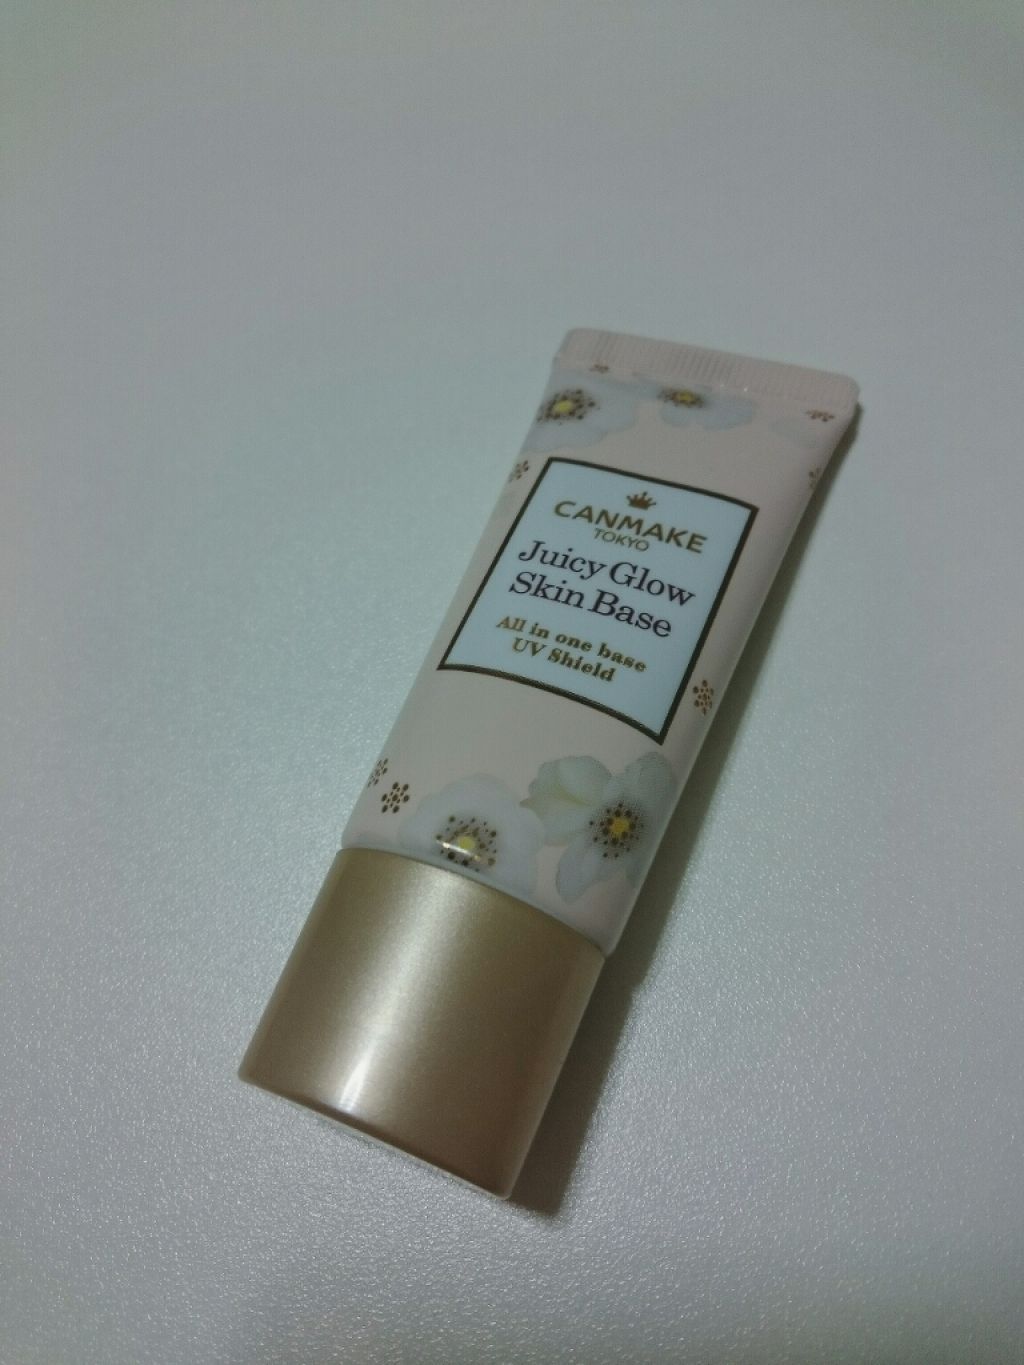 CANMAKE
TOKYO
Juicy Glow
Skin Base
All in one base
UV Shield